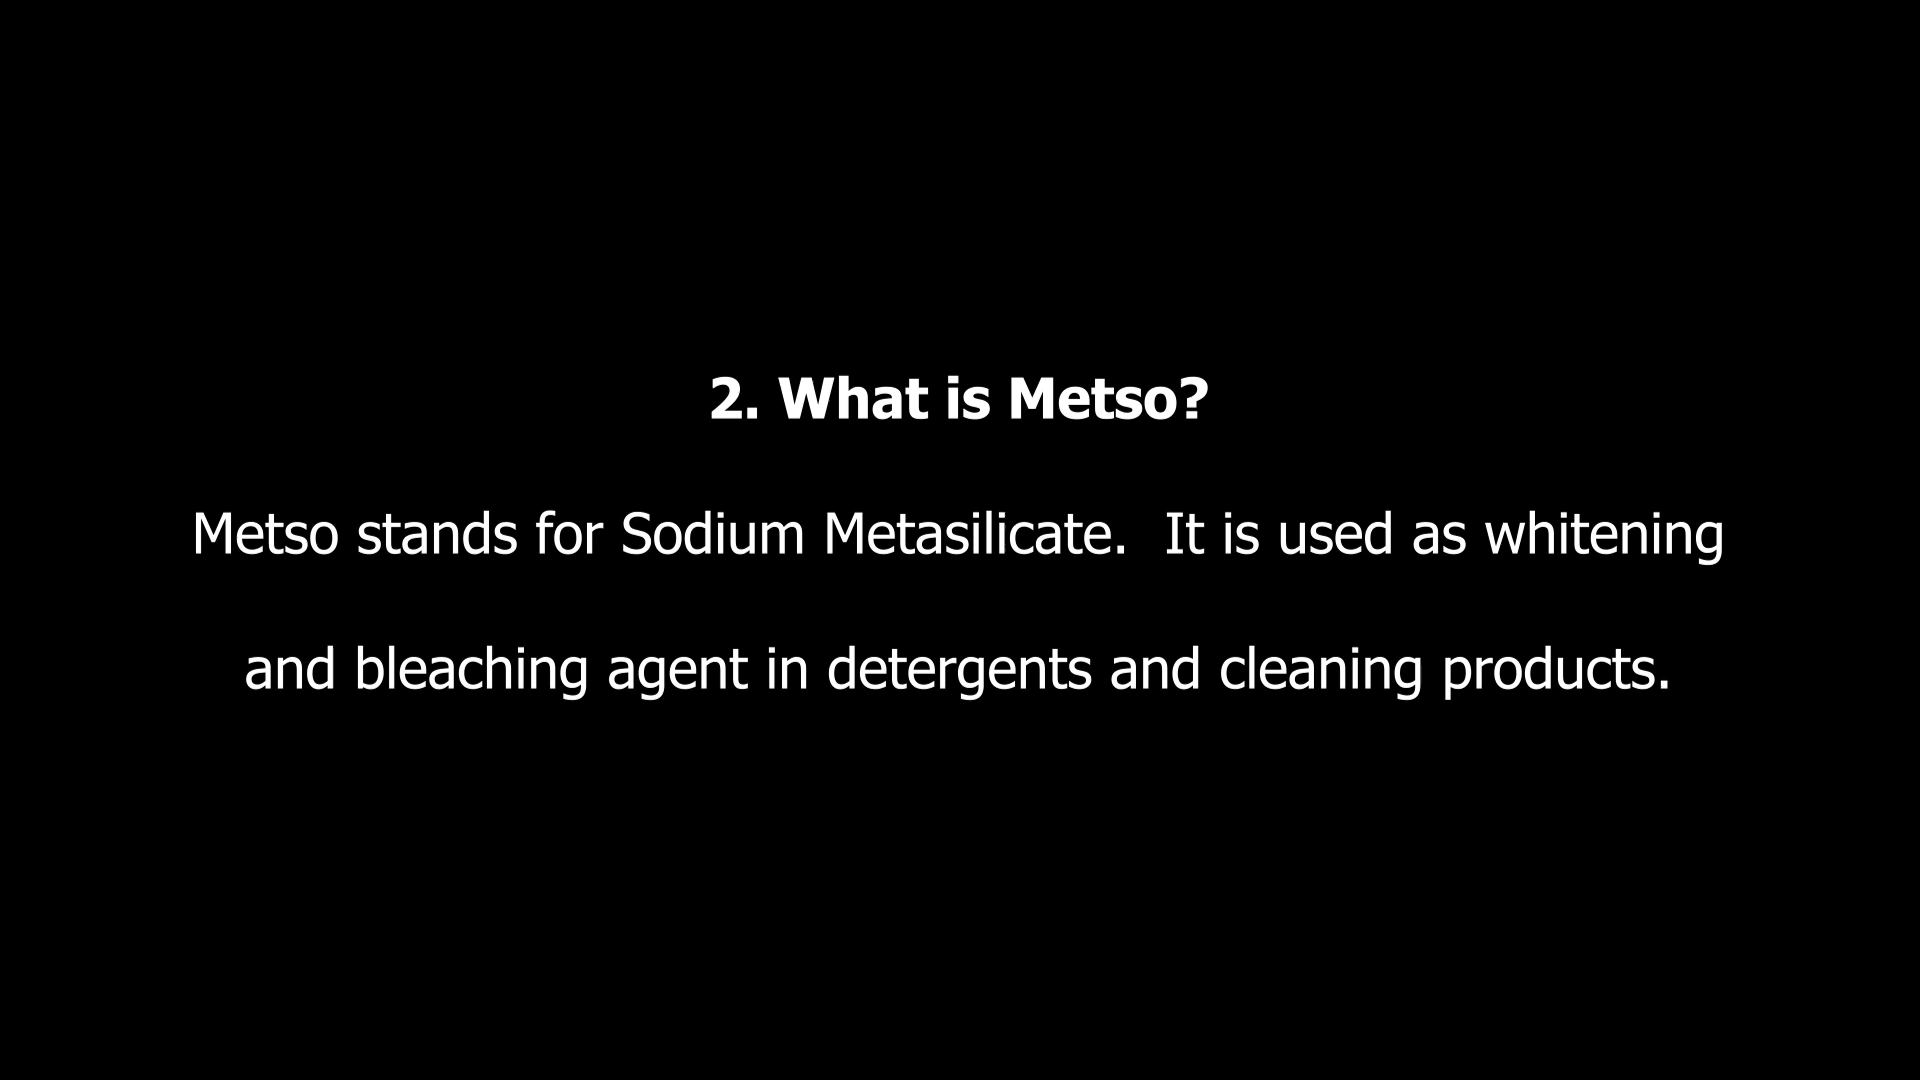 2. What is Metso?
Metso stands for Sodium Metasilicate.  It is used as whitening
and bleaching agent in detergents and cleaning products.